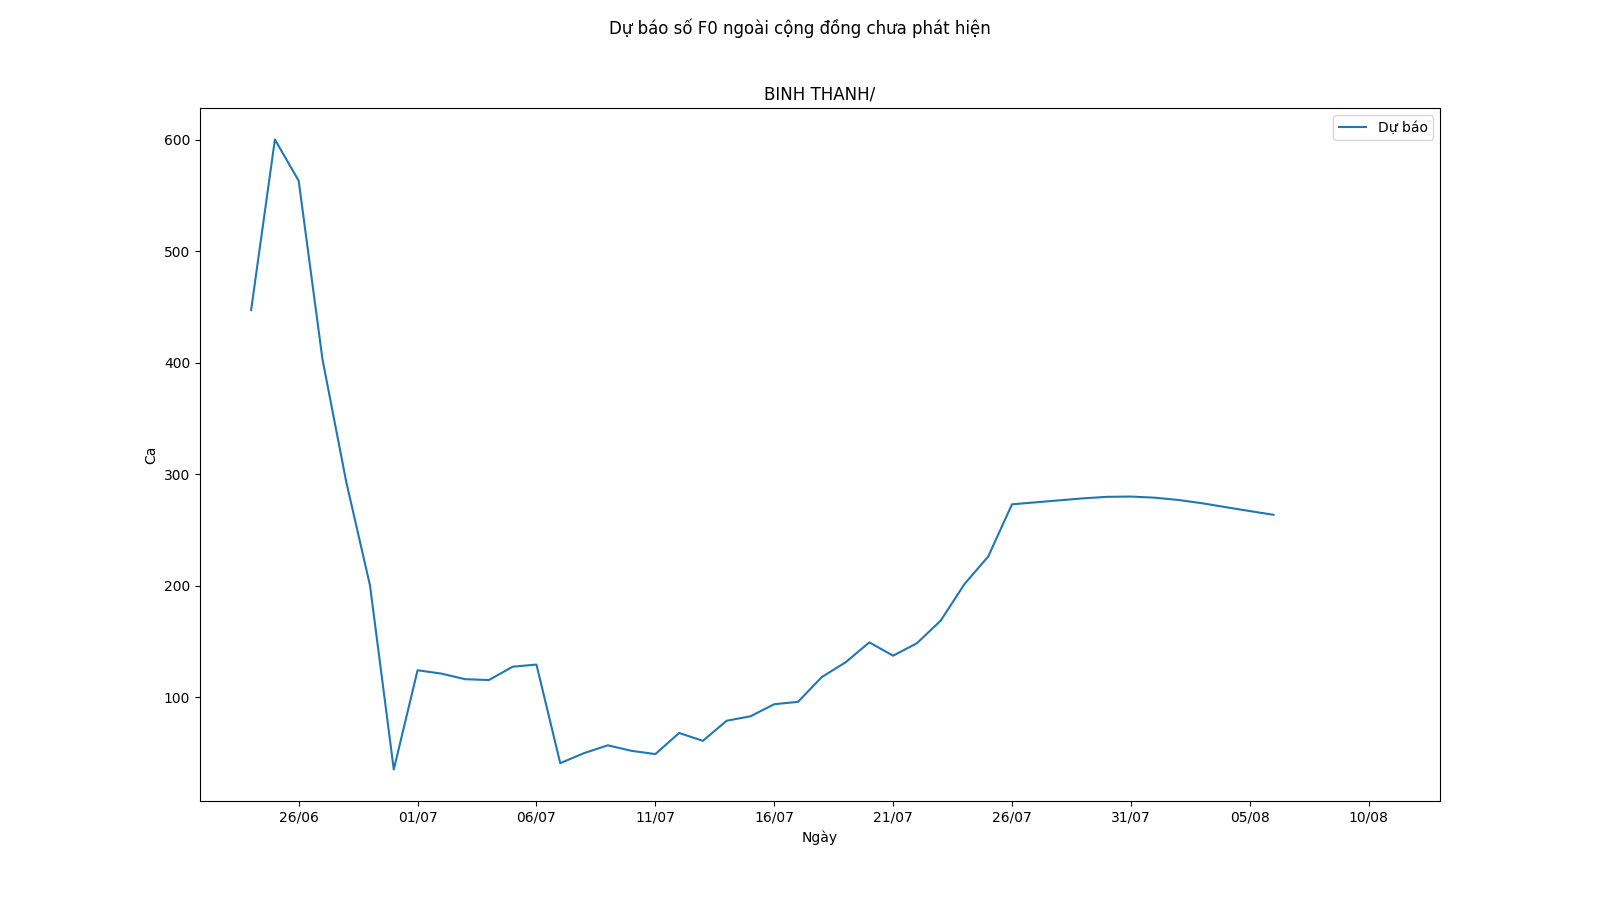 Dự báo số F0 ngoài cộng đồng chưa phát hiện
BINH THANH/
Dự báo
600
500
400
300
200
100
Ca
26/06 01/07 06/07 11/07 16/07 21/07 26/07 31/07 05/08 10/08
Ngày